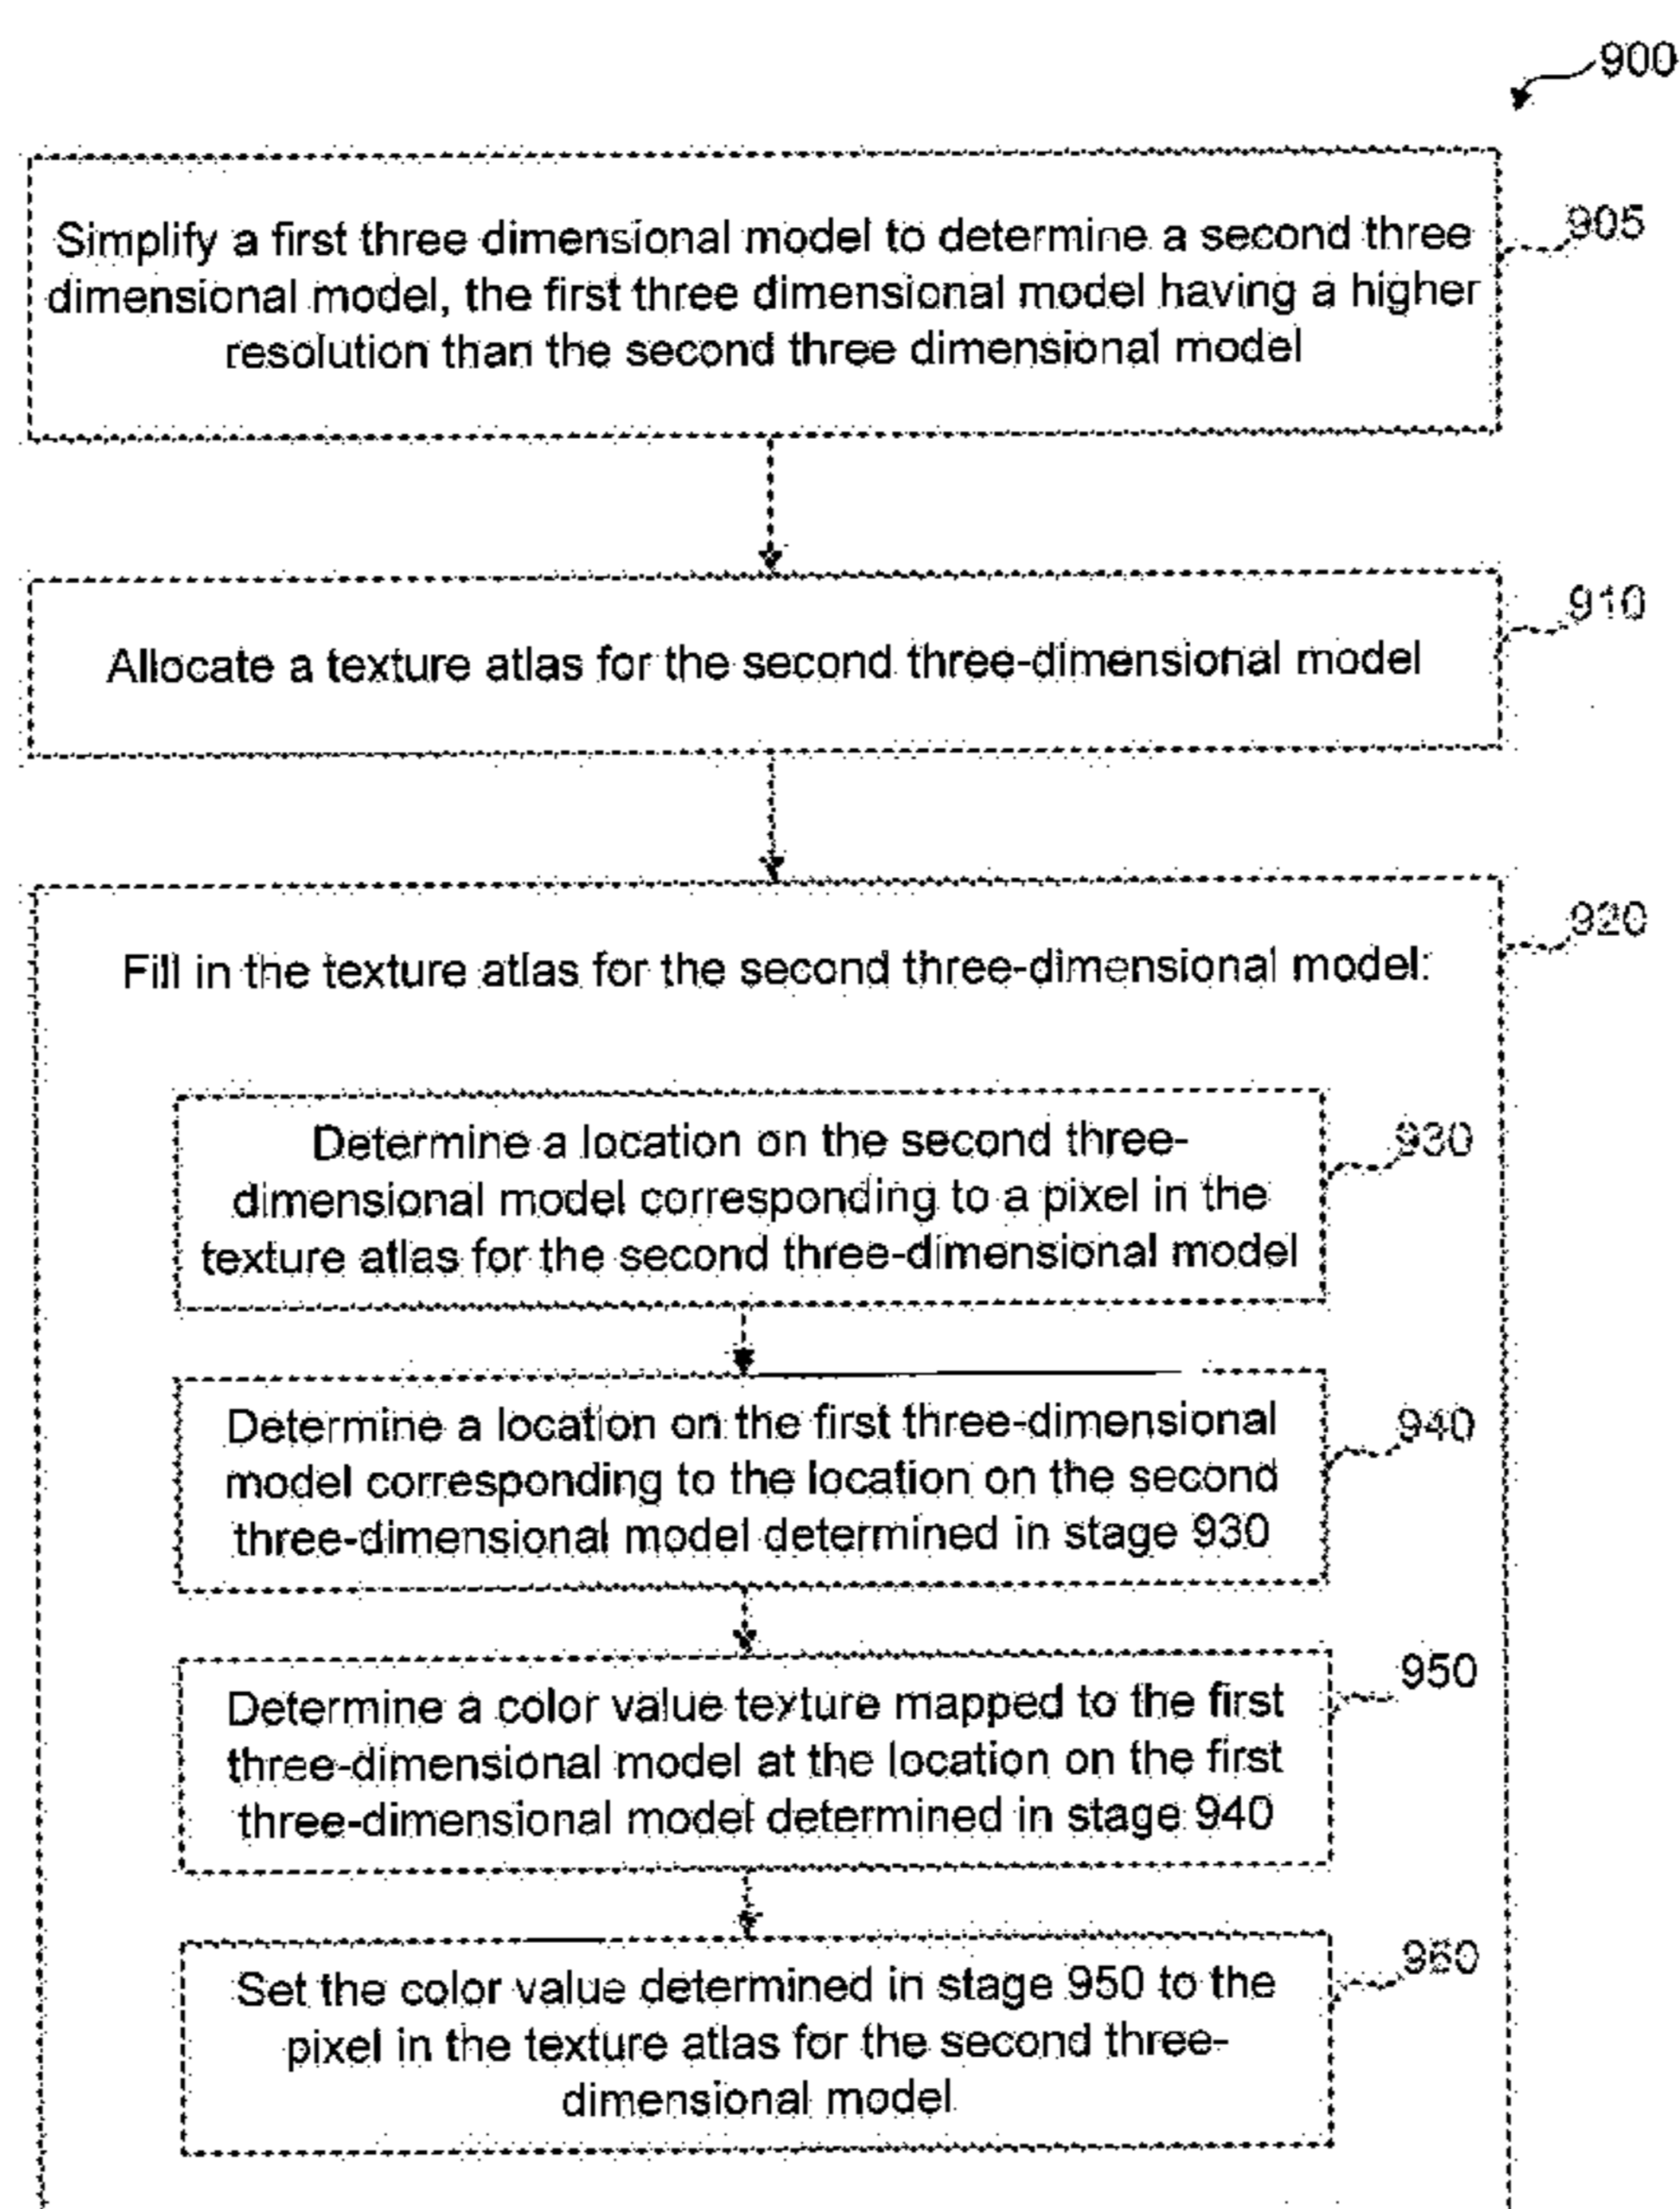 900
Simplify a first three dimensional model to determine a second three
dimensional model, the first three dimensional model having a higher
resolution than the second three dimensional model
905
Allocate a texture atlas for the second three-dimensional model
910
Fill in the texture atlas for the second three-dimensional model:
920
Determine a location on the second three-
dimensional model corresponding to a pixel in the
texture atlas for the second three-dimensional model
930
Determine a location on the first three-dimensional
model corresponding to the location on the second
three-dimensional model determined in stage 930
940
Determine a color value texture mapped to the first
three-dimensional model at the location on the first
three-dimensional model determined in stage 940
950
Set the color value determined in stage 950 to the
pixel in the texture atlas for the second three-
dimensional model
960